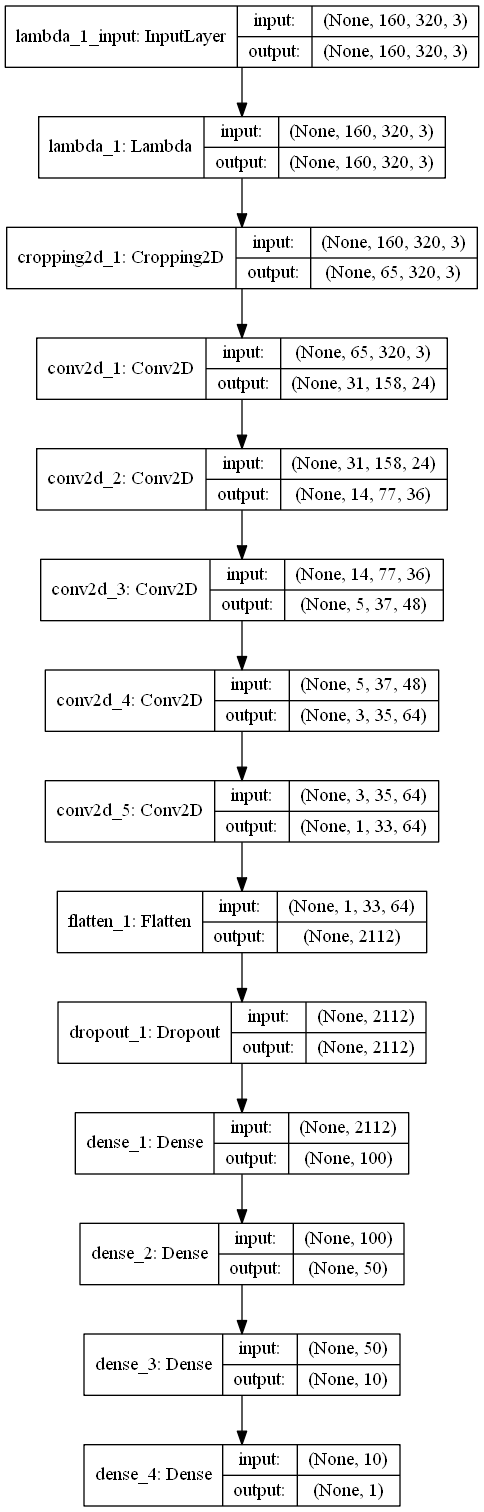 lambda_1_input: InputLayer
input: (None, 160, 320, 3)
output: (None, 160, 320, 3)
lambda_1: Lambda
input: (None, 160, 320, 3)
output: (None, 160, 320, 3)
cropping2d_1: Cropping2D
input: (None, 160, 320, 3)
output: (None, 65, 320, 3)
conv2d_1: Conv2D
input: (None, 65, 320, 3)
output: (None, 31, 158, 24)
conv2d_2: Conv2D
input: (None, 31, 158, 24)
output: (None, 14, 77, 36)
conv2d_3: Conv2D
input: (None, 14, 77, 36)
output: (None, 5, 37, 48)
conv2d_4: Conv2D
input: (None, 5, 37, 48)
output: (None, 3, 35, 64)
conv2d_5: Conv2D
input: (None, 3, 35, 64)
output: (None, 1, 33, 64)
flatten_1: Flatten
input: (None, 1, 33, 64)
output: (None, 2112)
dropout_1: Dropout
input: (None, 2112)
output: (None, 2112)
dense_1: Dense
input: (None, 2112)
output: (None, 100)
dense_2: Dense
input: (None, 100)
output: (None, 50)
dense_3: Dense
input: (None, 50)
output: (None, 10)
dense_4: Dense
input: (None, 10)
output: (None, 1)